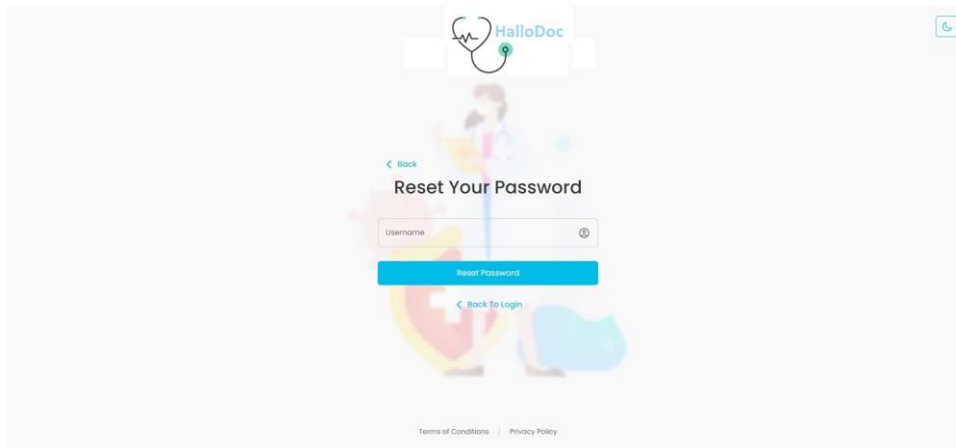 HalloDoc
Back
Reset Your Password
Username
Reset Password
Back To Login
Terms of Conditions | Privacy Policy